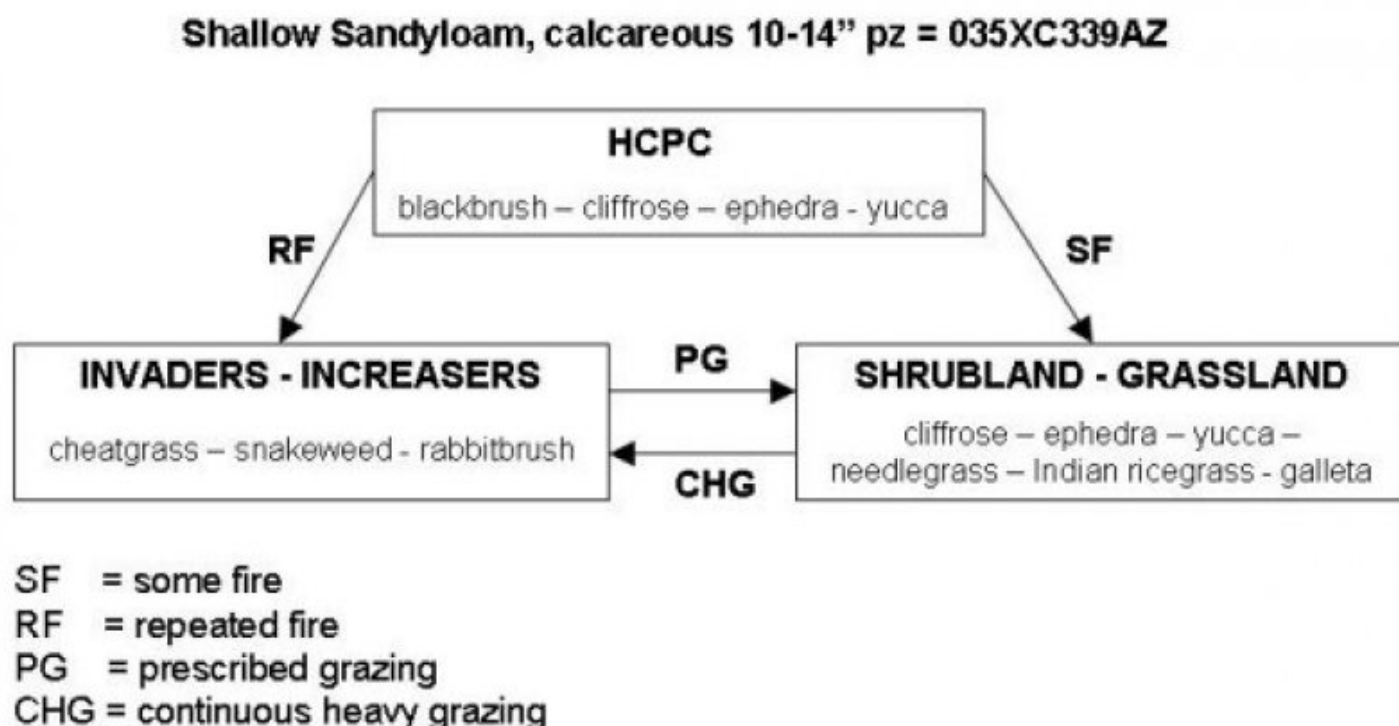 Shallow Sandyloam, calcareous 10-14” pz = 035XC339AZ
HCPC
blackbrush – cliffrose – ephedra - yucca
RF
SF
INVADERS - INCREASERS
cheatgrass – snakeweed - rabbitbrush
PG
CHG
SHRUBLAND - GRASSLAND
cliffrose – ephedra – yucca –
needlegrass – Indian ricegrass - galleta
SF = some fire
RF = repeated fire
PG = prescribed grazing
CHG = continuous heavy grazing